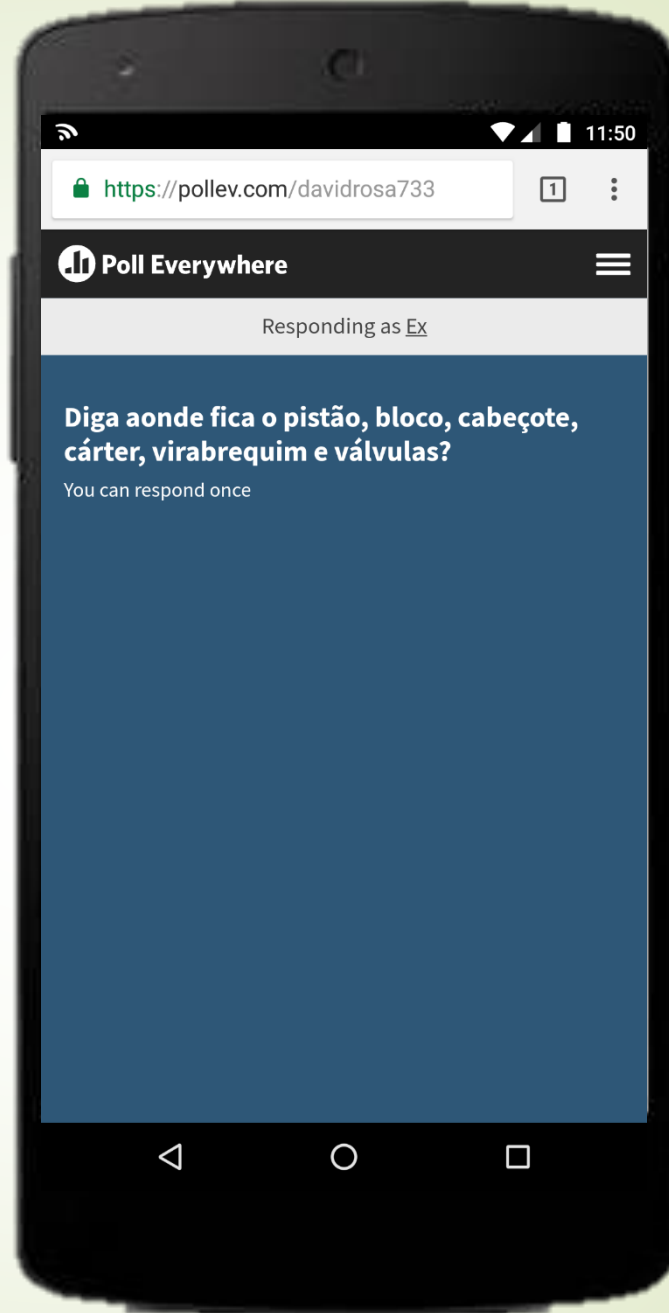 11:50
https://pollev.com/davidrosa733
1
Poll Everywhere
Responding as Ex
Diga aonde fica o pistão, bloco, cabeçote,
cárter, virabrequim e válvulas?
You can respond once